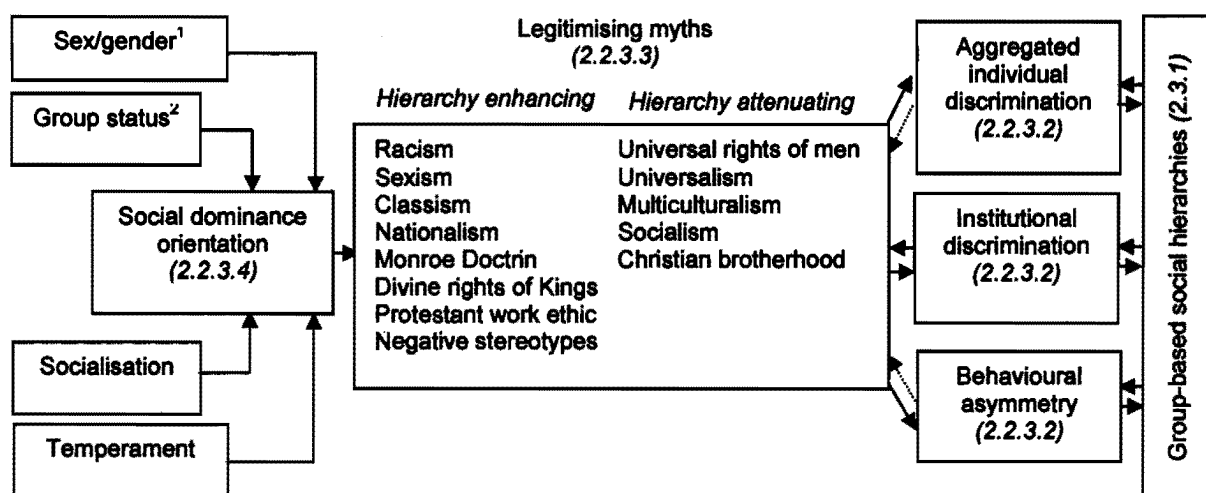 Sex/gender¹
Group status²
Social dominance
orientation
(2.2.3.4)
Socialisation
Temperament
Legitimising myths
(2.2.3.3)
Hierarchy enhancing
Racism
Sexism
Classism
Nationalism
Monroe Doctrin
Divine rights of Kings
Protestant work ethic
Negative stereotypes
Hierarchy attenuating
Universal rights of men
Universalism
Multiculturalism
Socialism
Christian brotherhood
Aggregated
individual
discrimination
(2.2.3.2)
Institutional
discrimination
(2.2.3.2)
Behavioural
asymmetry
(2.2.3.2)
Group-based social hierarchies (2.3.1)